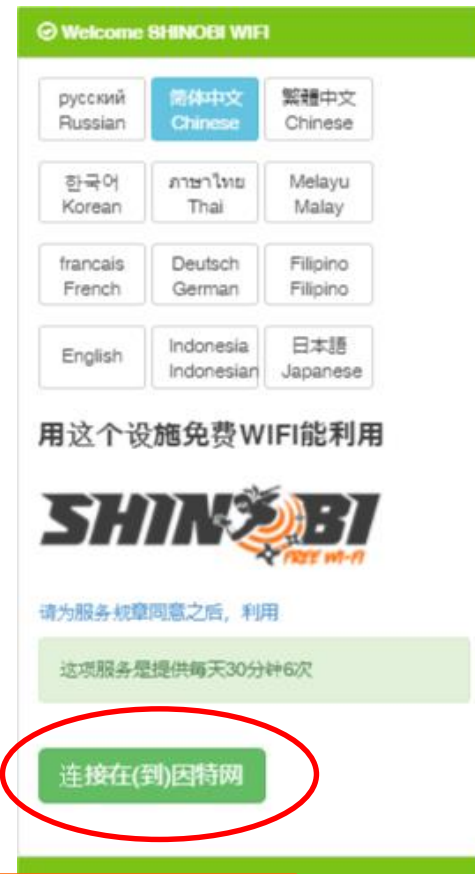 Welcome SHINOBI WIFI
русский
Russian
简体中文
Chinese
繁體中文
Chinese
한국어
Korean
ภาษาไทย
Thai
Melayu
Malay
francais
French
Deutsch
German
Filipino
Filipino
English
Indonesia
Indonesian
日本語
Japanese
用这个设施免费WIFI能利用
SHINOBI
FREE WI-FI
请为服务规章同意之后，利用
这项服务是提供每天30分钟6次
连接在(到)因特网